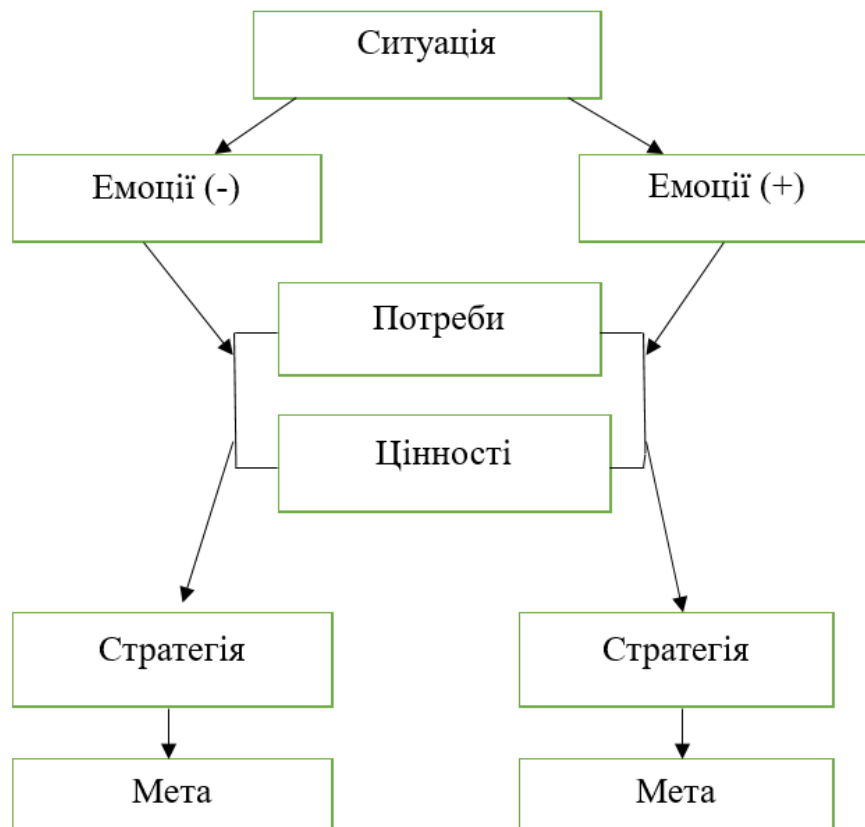 Ситуація
Емоції (-)
Емоції (+)
Потреби
Цінності
Стратегія
Стратегія
Мета
Мета